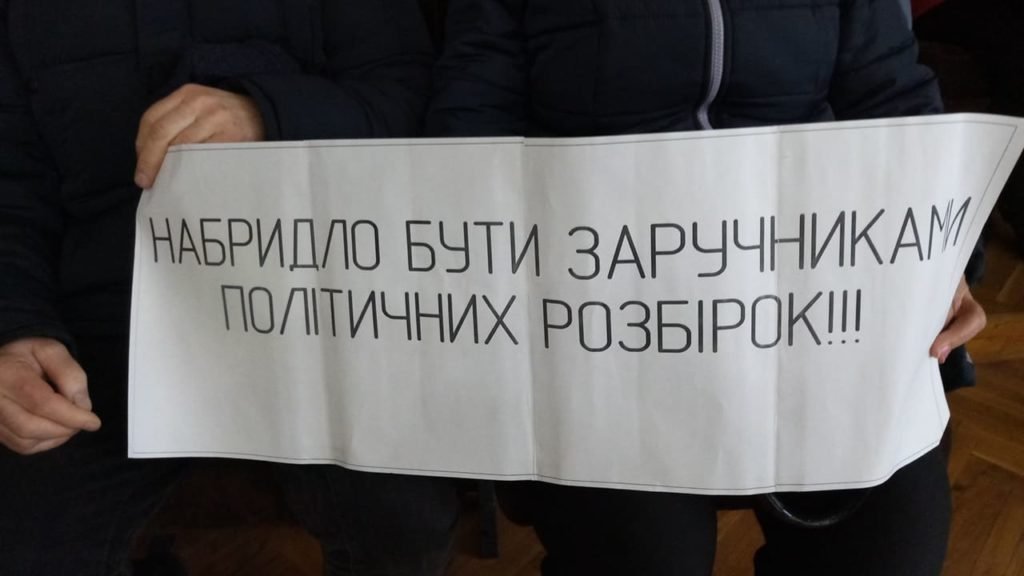 НАБРИДЛО БУТИ ЗАРУЧНИКАМИ
ПОЛІТИЧНИХ РОЗБІРОК!!!